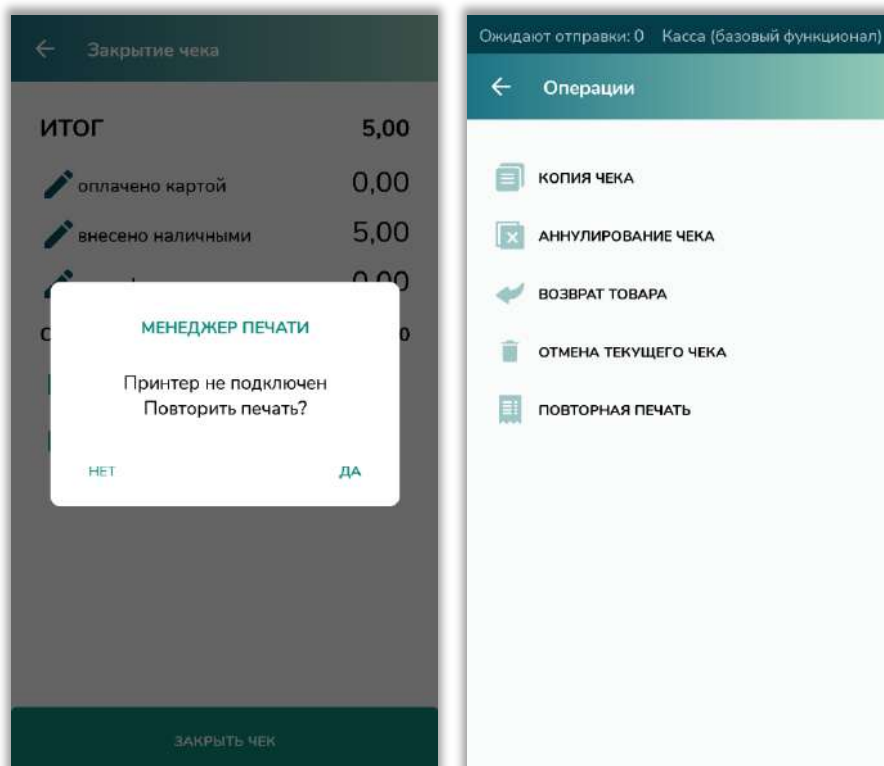 Закрытие чека
ИТОГ 5,00
оплачено картой 0,00
внесено наличными 5,00
0,00
МЕНЕДЖЕР ПЕЧАТИ
Принтер не подключен
Повторить печать?
НЕТ ДА
ЗАКРЫТЬ ЧЕК
Ожидают отправки: 0 Касса (базовый функционал)
Операции
КОПИЯ ЧЕКА
АННУЛИРОВАНИЕ ЧЕКА
ВОЗВРАТ ТОВАРА
ОТМЕНА ТЕКУЩЕГО ЧЕКА
ПОВТОРНАЯ ПЕЧАТЬ